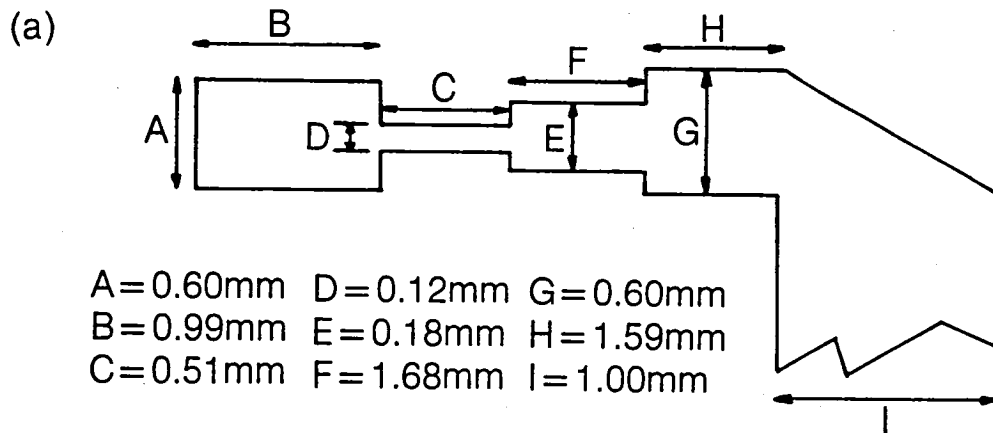 (a)
B
H
F
C
A
D
E
G
A=0.60mm D=0.12mm G=0.60mm
B=0.99mm E=0.18mm H=1.59mm
C=0.51mm F=1.68mm I=1.00mm
I